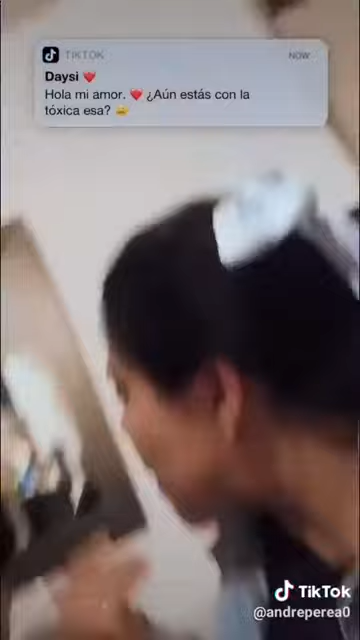 TIKTOK NOW
Daysi ❤️
Hola mi amor. ❤️ ¿Aún estás con la
tóxica esa? 😄
TikTok
@andreperea0